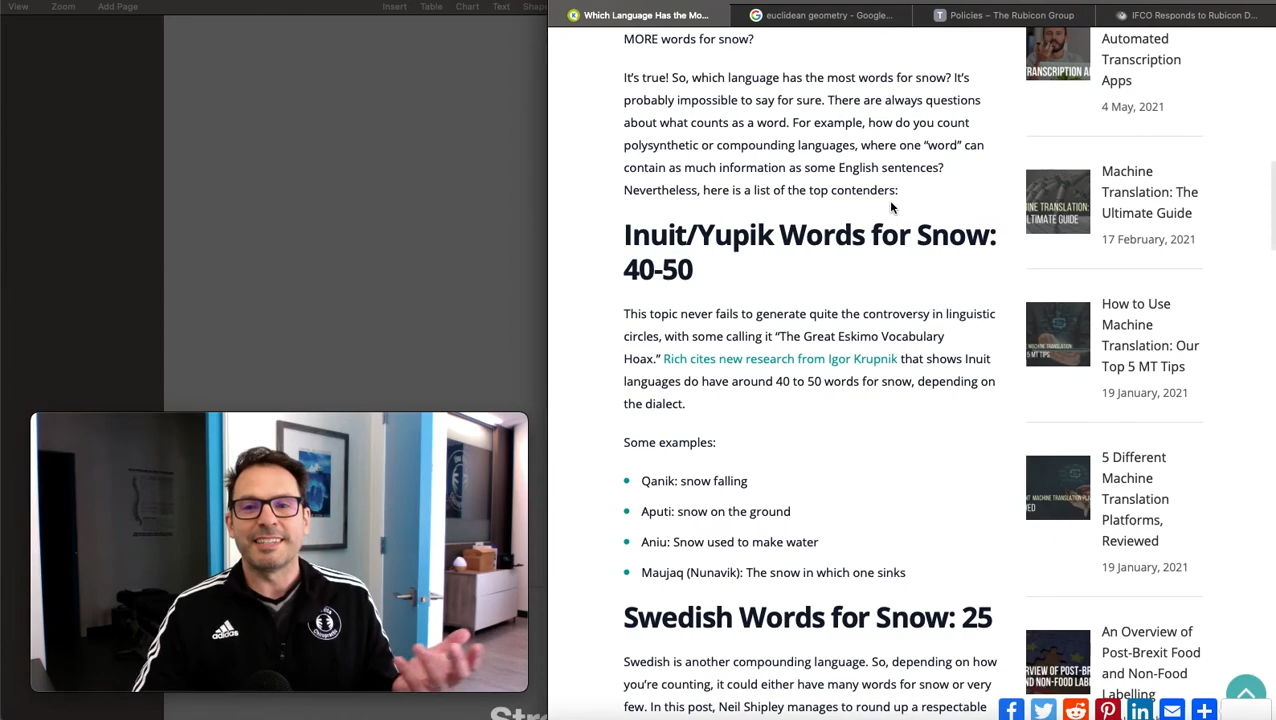 View Zoom Add Page Insert Table Chart Text Shape
Which Language Has the Mo... euclidean geometry - Google... Policies – The Rubicon Group IFCO Responds to Rubicon D...
MORE words for snow?
It's true! So, which language has the most words for snow? It's
probably impossible to say for sure. There are always questions
about what counts as a word. For example, how do you count
polysynthetic or compounding languages, where one “word” can
contain as much information as some English sentences?
Nevertheless, here is a list of the top contenders:
Inuit/Yupik Words for Snow:
40-50
This topic never fails to generate quite the controversy in linguistic
circles, with some calling it “The Great Eskimo Vocabulary
Hoax.” Rich cites new research from Igor Krupnik that shows Inuit
languages do have around 40 to 50 words for snow, depending on
the dialect.
Some examples:
Qanik: snow falling
Aputi: snow on the ground
Aniu: Snow used to make water
Maujaq (Nunavik): The snow in which one sinks
Swedish Words for Snow: 25
Swedish is another compounding language. So, depending on how
you're counting, it could either have many words for snow or very
few. In this post, Neil Shipley manages to round up a respectable
Automated
Transcription
Apps
4 May, 2021
TRANSCRIPTION
Machine
Translation: The
Ultimate Guide
17 February, 2021
TRANSLATION:
ULTIMATE GUIDE
How to Use
Machine
Translation: Our
Top 5 MT Tips
19 January, 2021
MACHINE TRANSLATION
MT TIPS
5 Different
Machine
Translation
Platforms,
Reviewed
19 January, 2021
An Overview of
Post-Brexit Food
and Non-Food
Labelling
adidas
Chiropractic